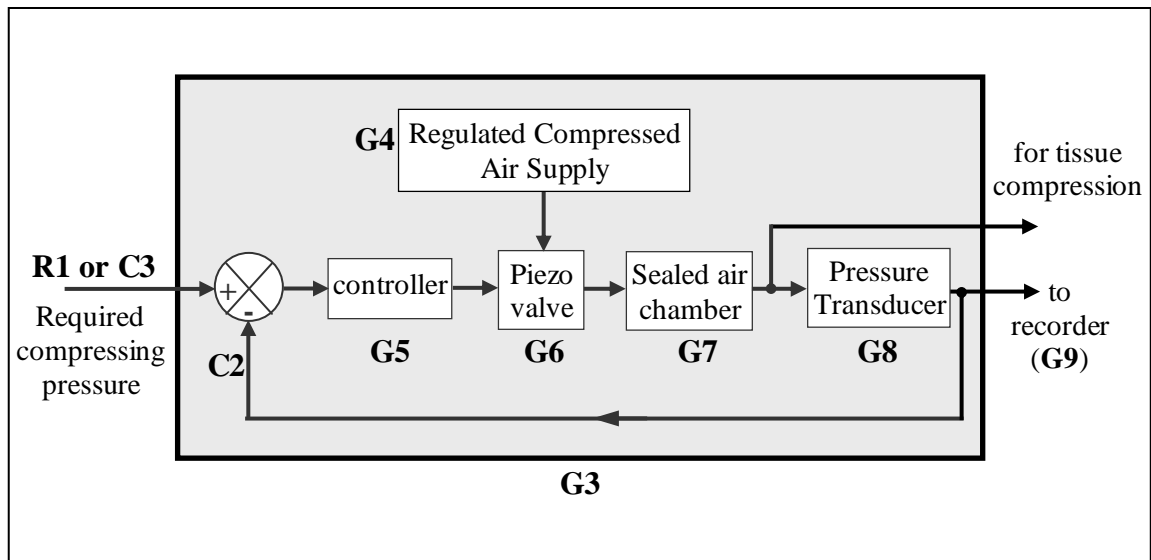 G4
Regulated Compressed
Air Supply
for tissue
compression
R1 or C3
Required
compressing
pressure
+
-
C2
controller
G5
Piezo
valve
G6
Sealed air
chamber
G7
Pressure
Transducer
G8
to
recorder
(G9)
G3